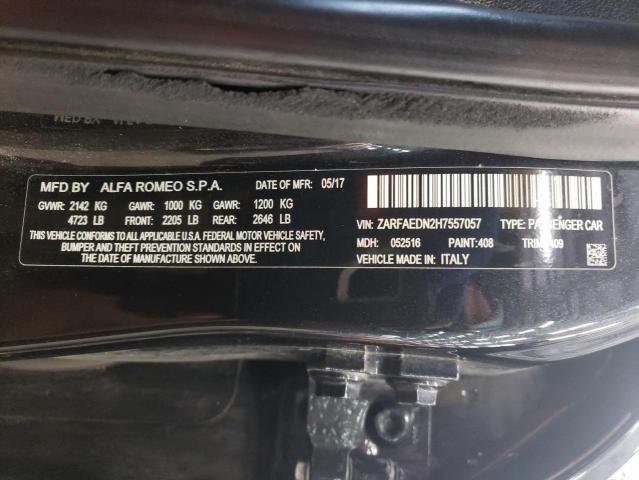 MFD BY ALFA ROMEO S.P.A. DATE OF MFR: 05/17
GVWR: 2142 KG GAWR: 1000 KG GAWR: 1200 KG
4723 LB FRONT: 2205 LB REAR: 2646 LB
THIS VEHICLE CONFORMS TO ALL APPLICABLE U.S. FEDERAL MOTOR VEHICLE SAFETY,
BUMPER AND THEFT PREVENTION STANDARDS IN EFFECT ON
THE DATE OF MANUFACTURE SHOWN ABOVE.
VIN: ZARFAEDN2H7557057 TYPE: PASSENGER CAR
MDH: 052516 PAINT: 408 TRIM: 409
VEHICLE MADE IN: ITALY